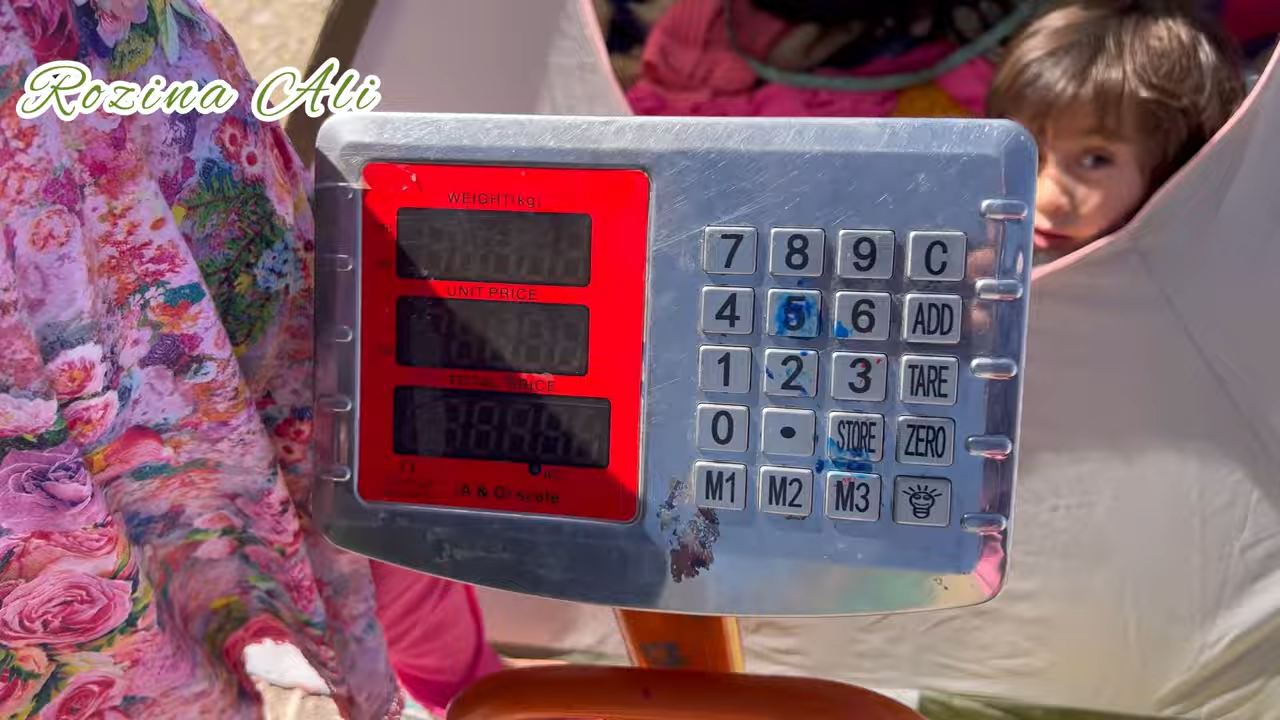 Rozina Ali
WEIGHT(kg)
UNIT PRICE
TOTAL PRICE
A & Q scale
7 8 9 C
4 5 6 ADD
1 2 3 TARE
0 • STORE ZERO
M1 M2 M3